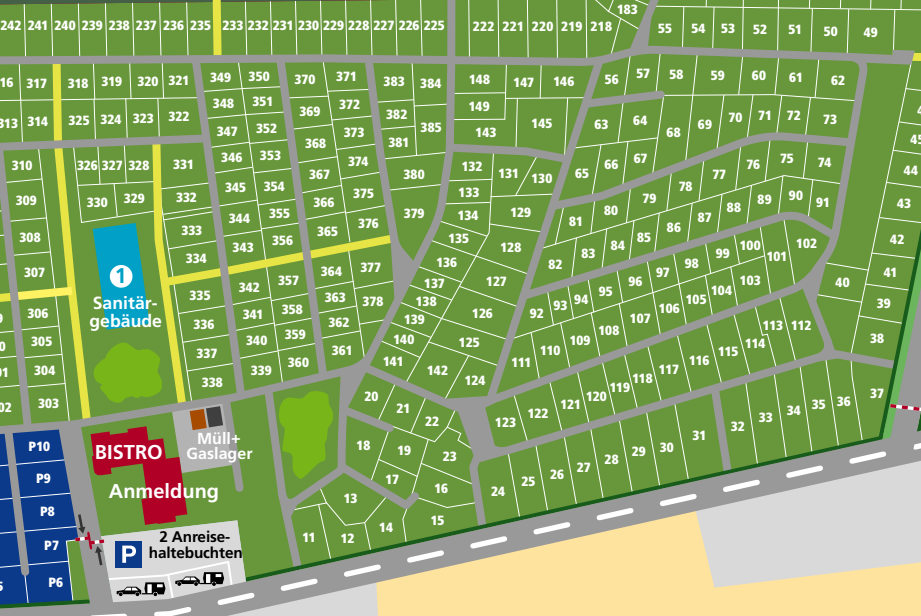 242 241 240 239 238 237 236 235 233 232 231 230 229 228 227 226 225 222 221 220 219 218 183
55 54 53 52 51 50 49
16 317 318 319 320 321 349 350 370 371 383 384 148 147 146 56 57 58 59 60 61 62
313 314 325 324 323 322 348 351 369 372 382 385 149 145 63 64 68 69 70 71 72 73
347 352 368 373 381 143
310 326 327 328 331 346 353 367 374 380 132 131 130 65 66 67 76 75 74 45
309 330 329 332 345 354 366 375 379 133 129 79 78 77 44
308 333 344 355 365 376 134 128 81 80 87 88 89 90 91 43
307 334 343 356 135 136 82 83 84 85 86 42
1
Sanitär-
gebäude
335 342 357 364 377 137 127 96 97 98 99 100 101 102 40 41
306 336 341 358 363 378 138 126 92 93 94 95 106 105 104 103 39
305 337 340 359 362 139 125 109 108 107 113 112 38
304 338 339 360 361 140 141 142 124 111 110 117 116 115 114
303 02 20 21 22 123 122 121 120 119 118 37
P10 18 19 23 32 33 34 35 36
BISTRO
Müll+
Gaslager
P9 17 16 24 25 26 27 28 29 30 31
Anmeldung
P8 13 15
P7 11 12 14
P6
P
2 Anreise-
haltebuchten